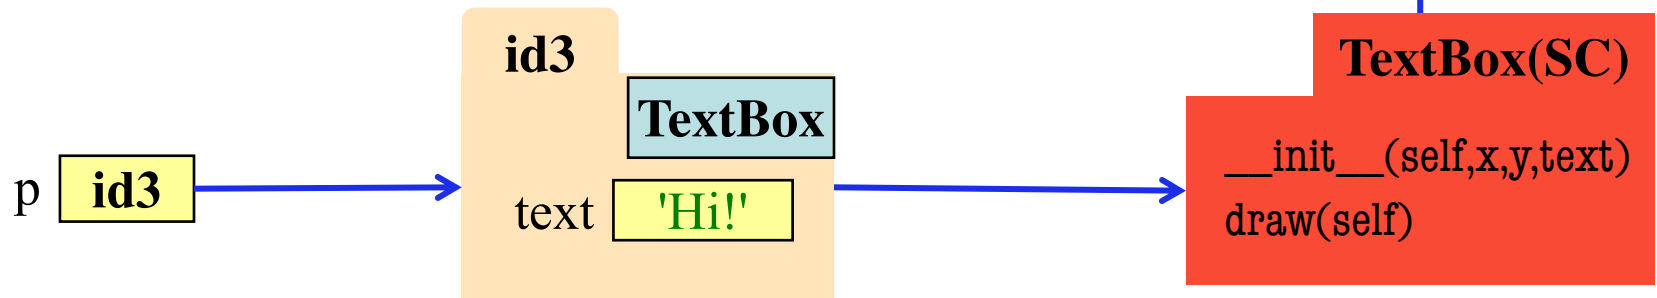 p id3
id3
TextBox
text 'Hi!'
TextBox(SC)
__init__(self,x,y,text)
draw(self)